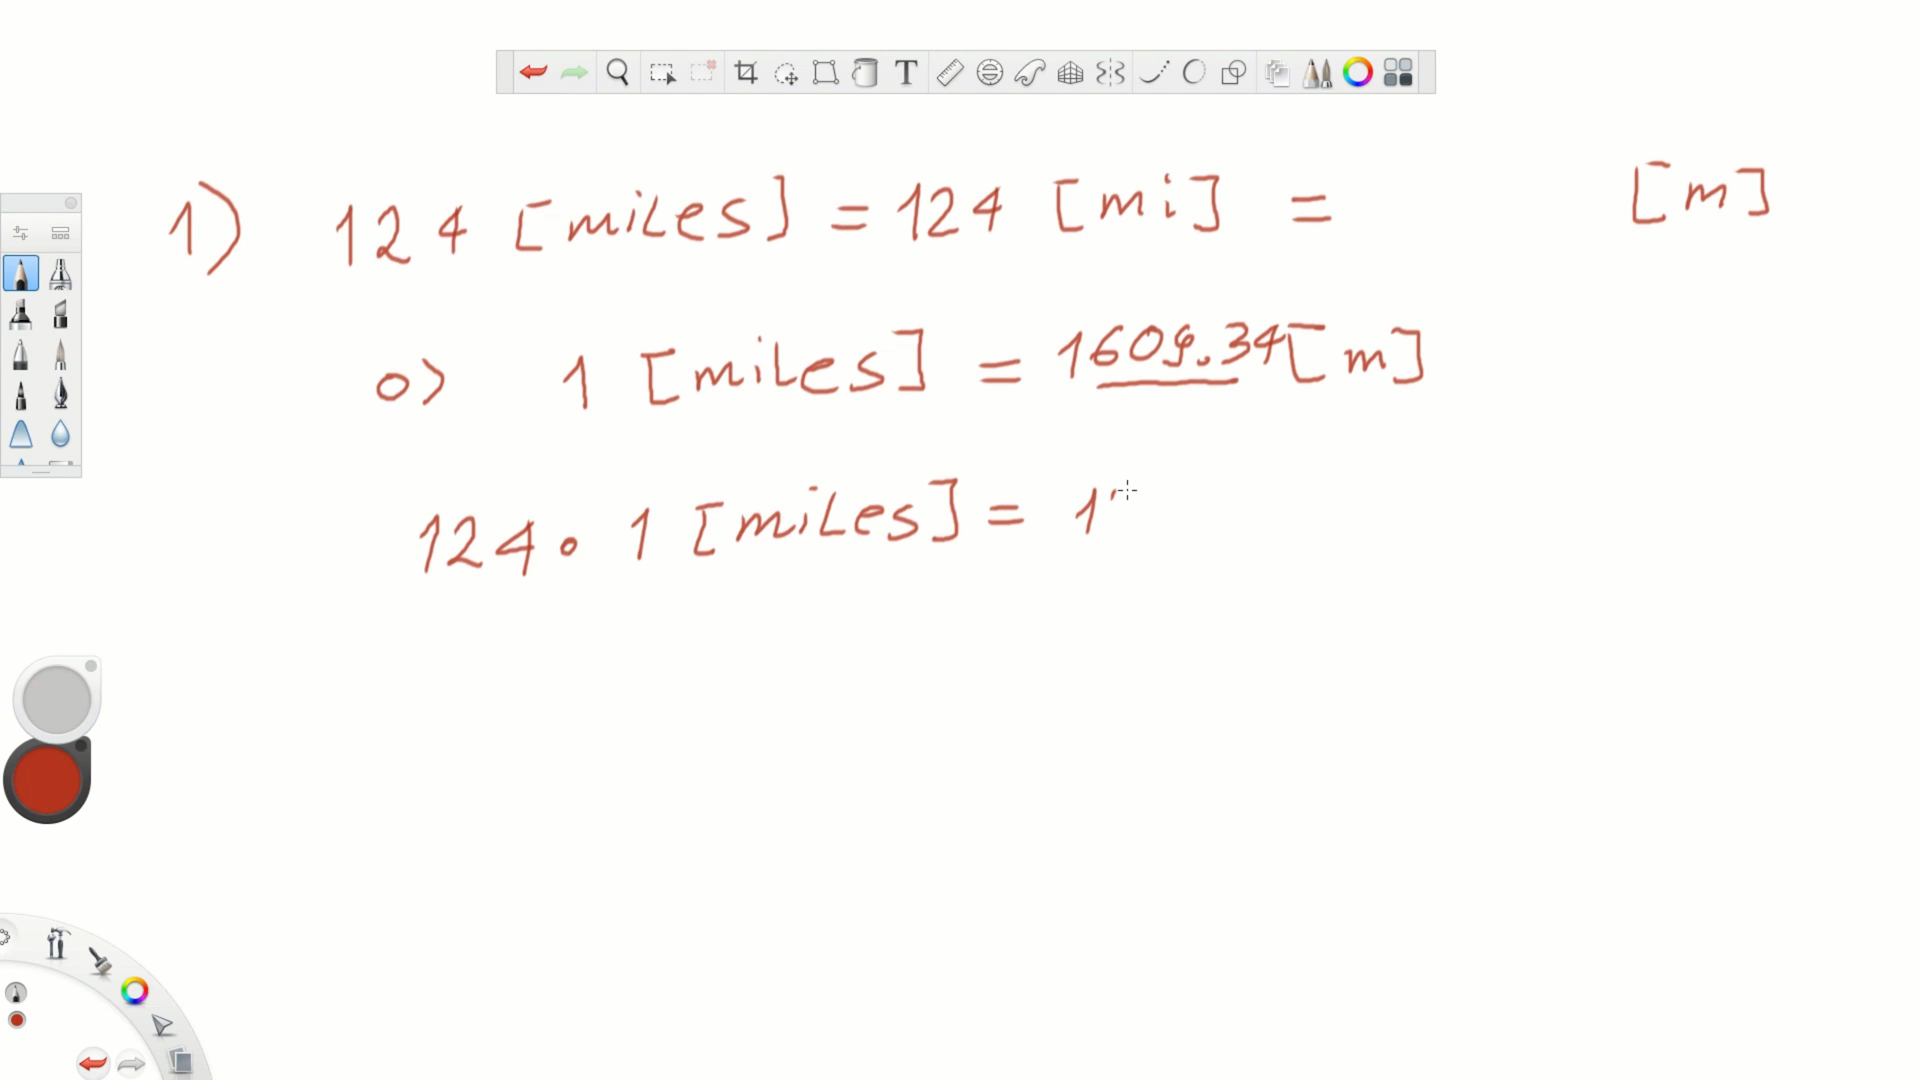 1) 124 [miles] = 124 [mi] = [m]
o> 1 [miles] = 1609.34 [m]
124 • 1 [miles] = 1
T